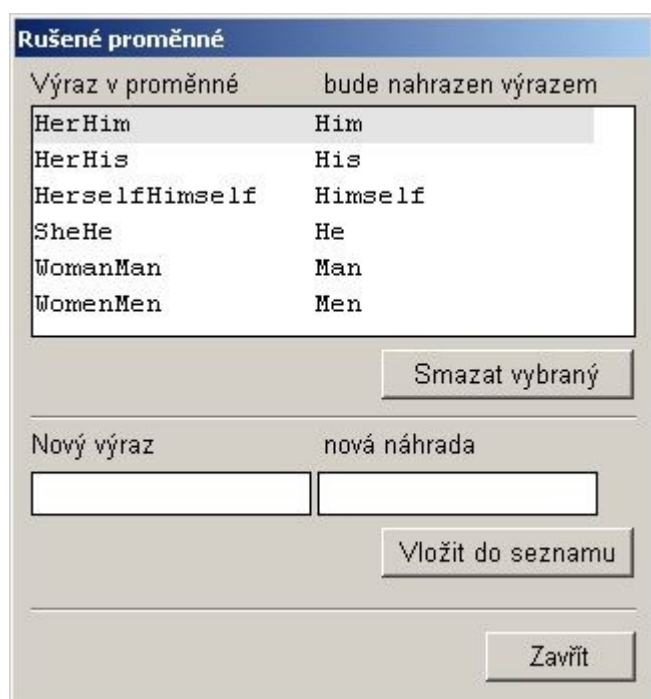 Rušené proměnné
Výraz v proměnné bude nahrazen výrazem
HerHim Him
HerHis His
HerselfHimself Himself
SheHe He
WomanMan Man
WomenMen Men
Smazat vybraný
Nový výraz nová náhrada
Vložit do seznamu
Zavřít